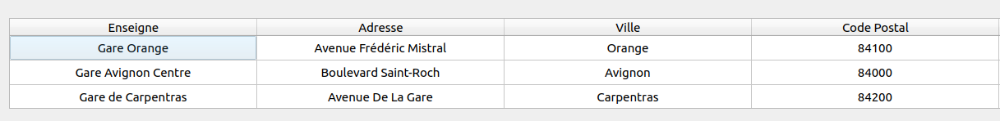 Enseigne Adresse Ville Code Postal
Gare Orange Avenue Frédéric Mistral Orange 84100
Gare Avignon Centre Boulevard Saint-Roch Avignon 84000
Gare de Carpentras Avenue De La Gare Carpentras 84200